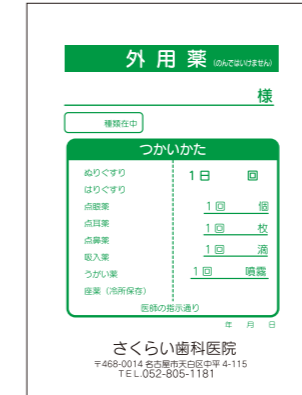 外用薬 (のんではいけません)
様
種類在中
つかいかた
ぬりぐすり
はりぐすり
点眼薬
点耳薬
点鼻薬
吸入薬
うがい薬
座薬（冷所保存）
1日 回
1回 個
1回 枚
1回 滴
1回 噴霧
医師の指示通り
年 月 日
さくらい歯科医院
〒468-0014 名古屋市天白区中平 4-115
TEL.052-805-1181